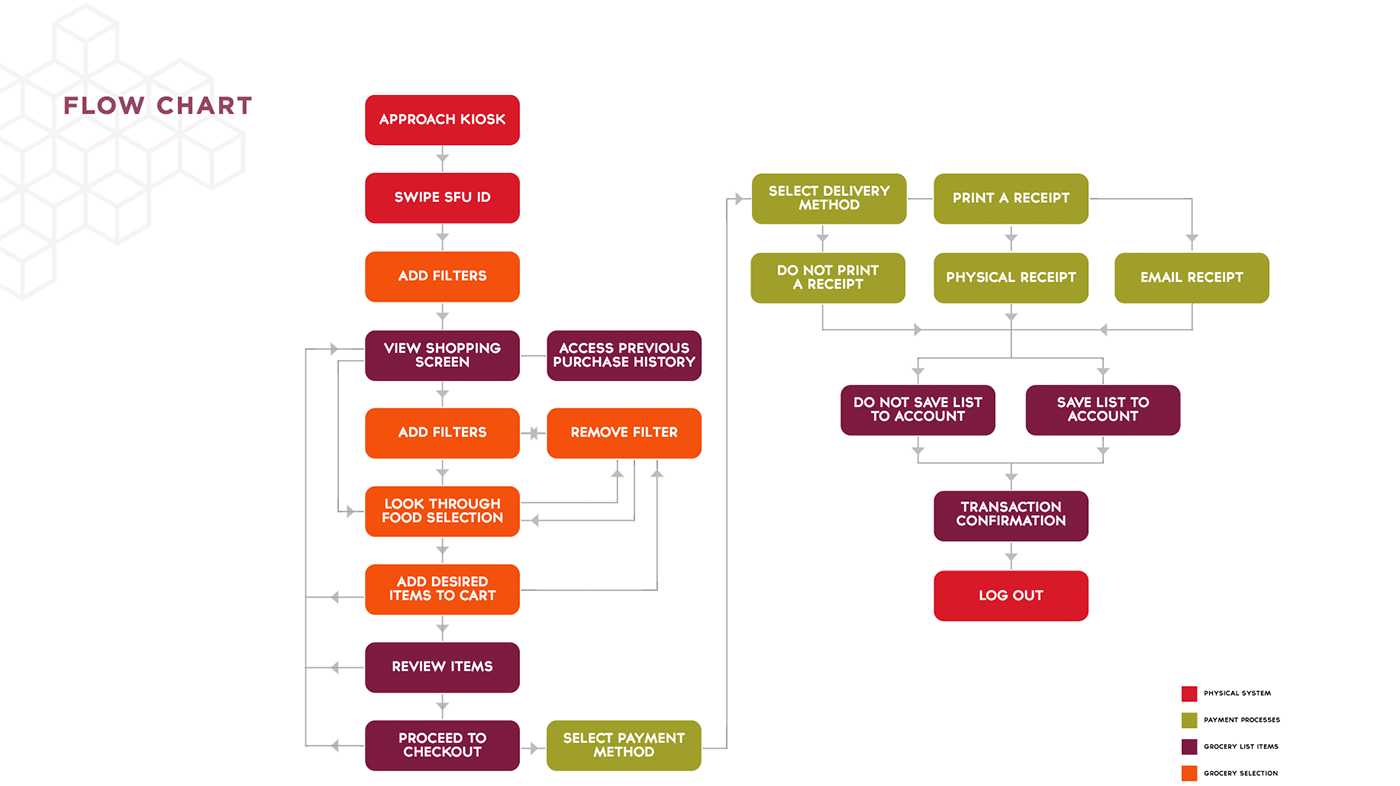 FLOW CHART
APPROACH KIOSK
SWIPE SFU ID
ADD FILTERS
VIEW SHOPPING
SCREEN
ACCESS PREVIOUS
PURCHASE HISTORY
ADD FILTERS
REMOVE FILTER
LOOK THROUGH
FOOD SELECTION
ADD DESIRED
ITEMS TO CART
REVIEW ITEMS
PROCEED TO
CHECKOUT
SELECT PAYMENT
METHOD
SELECT DELIVERY
METHOD
PRINT A RECEIPT
DO NOT PRINT
A RECEIPT
PHYSICAL RECEIPT
EMAIL RECEIPT
DO NOT SAVE LIST
TO ACCOUNT
SAVE LIST TO
ACCOUNT
TRANSACTION
CONFIRMATION
LOG OUT
PHYSICAL SYSTEM
PAYMENT PROCESSES
GROCERY LIST ITEMS
GROCERY SELECTION